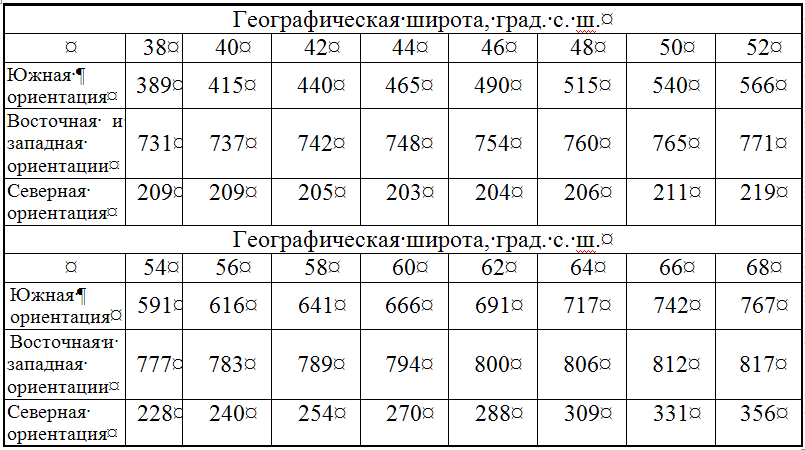 Географическая широта, град. с. ш.¤
¤ 38¤ 40¤ 42¤ 44¤ 46¤ 48¤ 50¤ 52¤
Южная ¶
ориентация¤ 389¤ 415¤ 440¤ 465¤ 490¤ 515¤ 540¤ 566¤
Восточная и
западная
ориентации¤ 731¤ 737¤ 742¤ 748¤ 754¤ 760¤ 765¤ 771¤
Северная
ориентация¤ 209¤ 209¤ 205¤ 203¤ 204¤ 206¤ 211¤ 219¤
Географическая широта, град. с. ш.¤
¤ 54¤ 56¤ 58¤ 60¤ 62¤ 64¤ 66¤ 68¤
Южная ¶
ориентация¤ 591¤ 616¤ 641¤ 666¤ 691¤ 717¤ 742¤ 767¤
Восточная и
западная
ориентации¤ 777¤ 783¤ 789¤ 794¤ 800¤ 806¤ 812¤ 817¤
Северная
ориентация¤ 228¤ 240¤ 254¤ 270¤ 288¤ 309¤ 331¤ 356¤